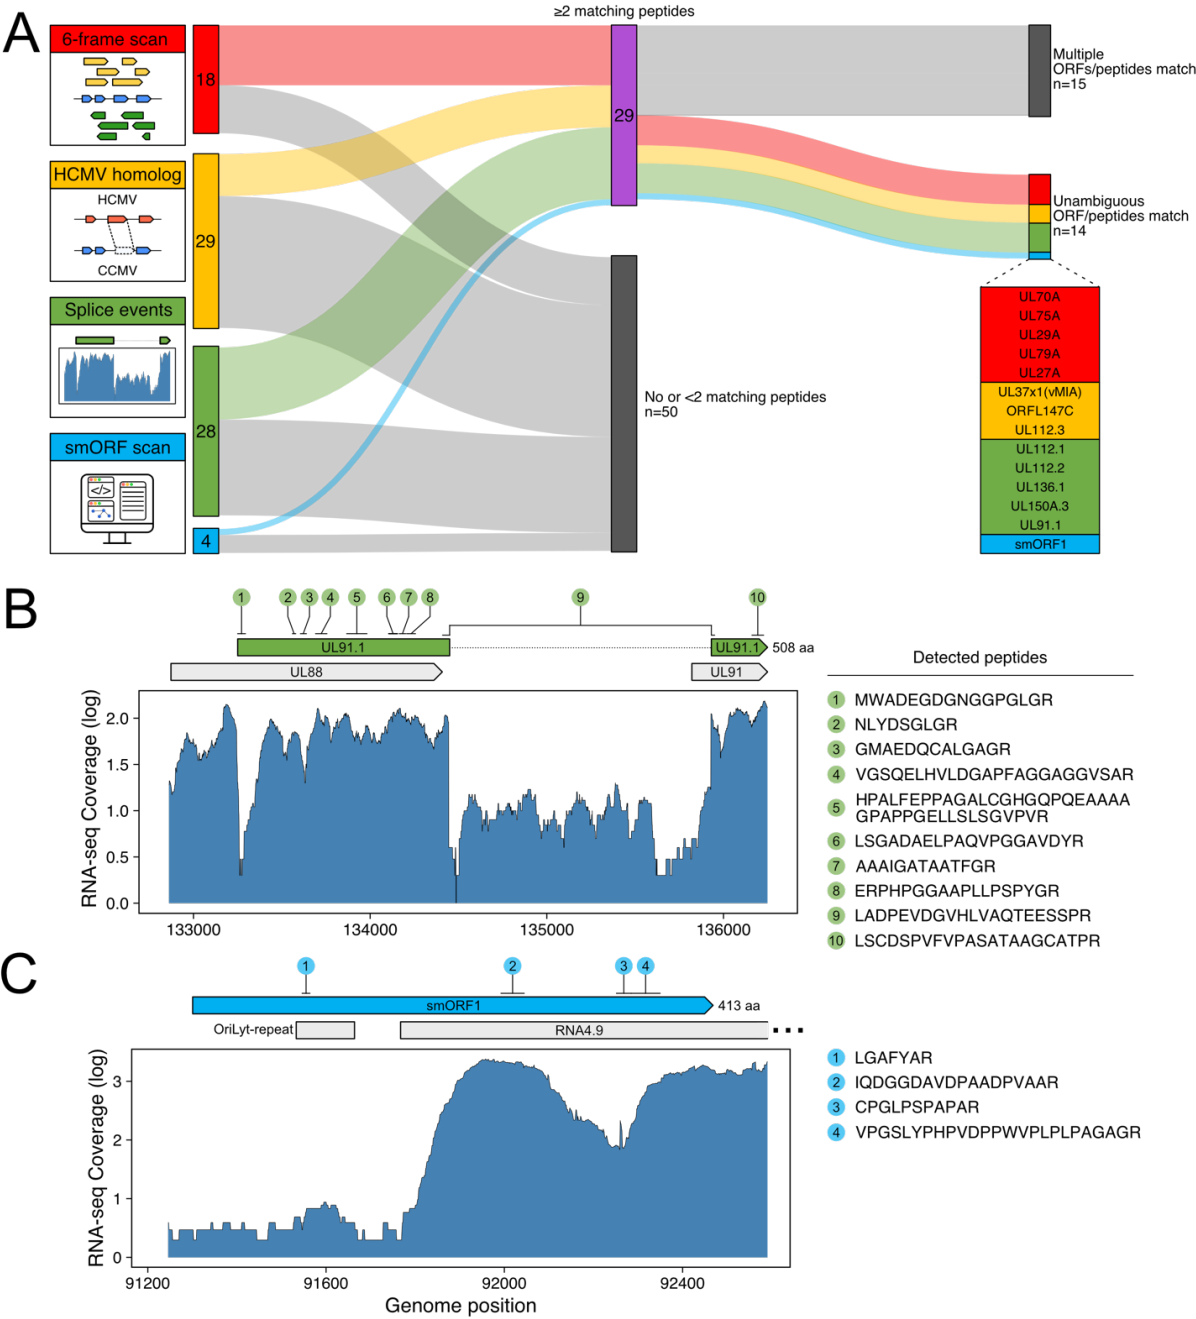 A
≥2 matching peptides
6-frame scan
18
29
Multiple
ORFs/peptides match
n=15
HCMV homolog
HCMV
CCMV
29
Unambiguous
ORF/peptides match
n=14
Splice events
28
No or <2 matching peptides
n=50
smORF scan
</>
4
UL70A
UL75A
UL29A
UL79A
UL27A
UL37x1(vMIA)
ORFL147C
UL112.3
UL112.1
UL112.2
UL136.1
UL150A.3
UL91.1
smORF1
B
1 2 3 4 5 6 7 8 9 10
UL91.1 UL91.1 508 aa
UL88 UL91
RNA-seq Coverage (log)
2.0
1.5
1.0
0.5
0.0
133000 134000 135000 136000
Detected peptides
1 MWADEGDGNGGPGLGR
2 NLYDSGLGR
3 GMAEDQCALGAGR
4 VGSQELHVLDGAPFAGGAGGVSAR
5 HPALFEPPAGALCGHGQPQEAAAA
GPAPPGELLSLSGVPVR
6 LSGADAELPAQVPGGAVDYR
7 AAAIGATAATFGR
8 ERPHPGGAAPLLPSPYGR
9 LADPEVDGVHLVAQTEESSPR
10 LSCDSPVFVPASATAAGCATPR
C
1 2 3 4
smORF1 413 aa
OriLyt-repeat RNA4.9 ...
RNA-seq Coverage (log)
3
2
1
0
91200 91600 92000 92400
Genome position
1 LGAFYAR
2 IQDGGDAVDPAADPVAAR
3 CPGLPSPAPAR
4 VPGSLYPHPVDPPWVPLPLPAGAGR